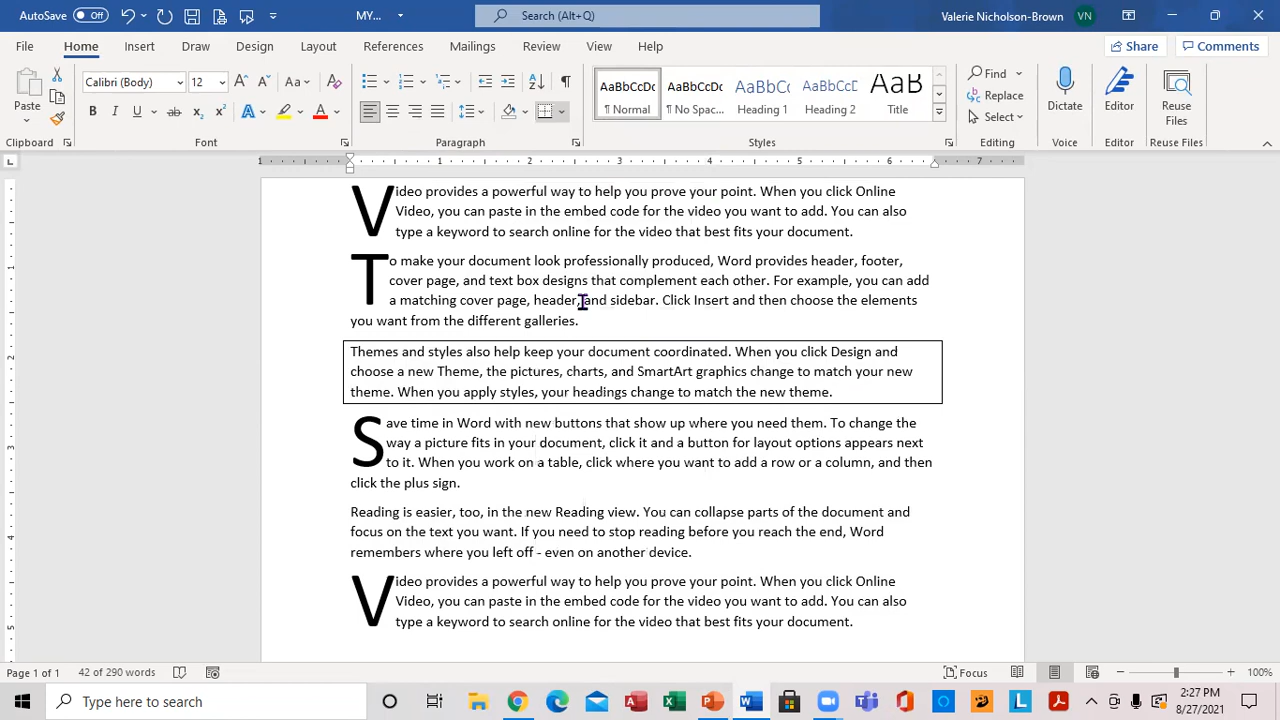 AutoSave Off MY... Search (Alt+Q) Valerie Nicholson-Brown VN
File Home Insert Draw Design Layout References Mailings Review View Help Share Comments
Paste Calibri (Body) 12 Aa AaBbCcDc AaBbCcDc AaBbC AaBbCcD AaB Find Replace Select Dictate Editor Reuse Files
B I U ab x₂ x² A A ¶ Normal ¶ No Spac... Heading 1 Heading 2 Title
Clipboard Font Paragraph Styles Editing Voice Editor Reuse Files
1 1 2 3 4 5 6 7
Video provides a powerful way to help you prove your point. When you click Online
Video, you can paste in the embed code for the video you want to add. You can also
type a keyword to search online for the video that best fits your document.
To make your document look professionally produced, Word provides header, footer,
cover page, and text box designs that complement each other. For example, you can add
a matching cover page, header, and sidebar. Click Insert and then choose the elements
you want from the different galleries.
Themes and styles also help keep your document coordinated. When you click Design and
choose a new Theme, the pictures, charts, and SmartArt graphics change to match your new
theme. When you apply styles, your headings change to match the new theme.
Save time in Word with new buttons that show up where you need them. To change the
way a picture fits in your document, click it and a button for layout options appears next
to it. When you work on a table, click where you want to add a row or a column, and then
click the plus sign.
Reading is easier, too, in the new Reading view. You can collapse parts of the document and
focus on the text you want. If you need to stop reading before you reach the end, Word
remembers where you left off - even on another device.
Video provides a powerful way to help you prove your point. When you click Online
Video, you can paste in the embed code for the video you want to add. You can also
type a keyword to search online for the video that best fits your document.
Page 1 of 1 42 of 290 words Focus 100%
Type here to search 2:27 PM
8/27/2021